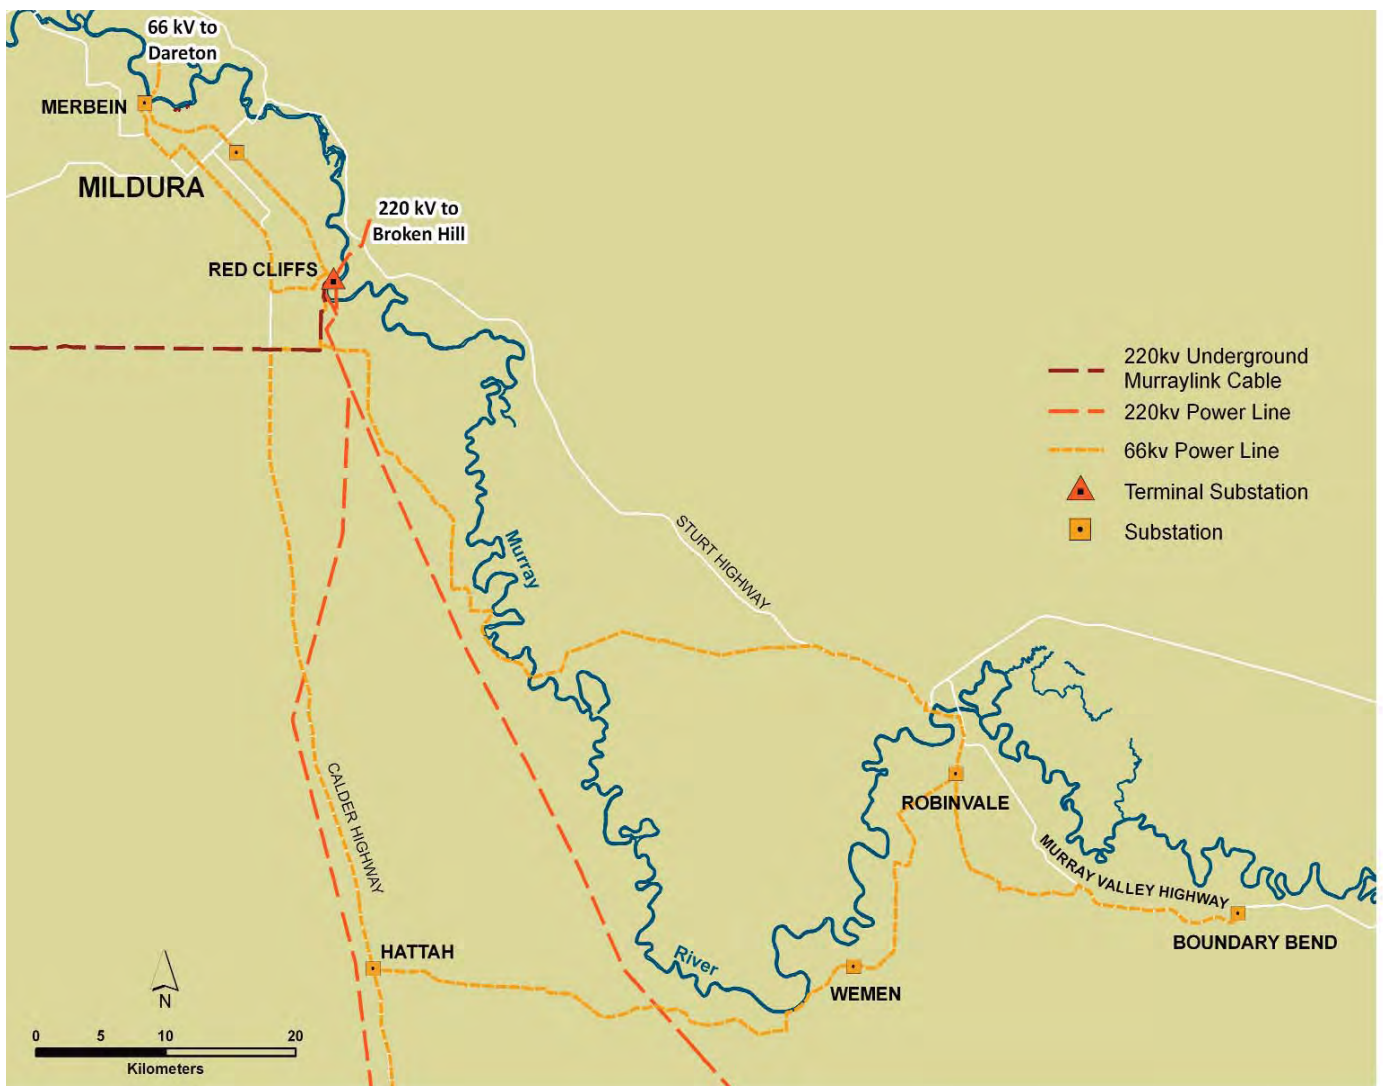 66 kV to
Dareton
MERBEIN
MILDURA
220 kV to
Broken Hill
RED CLIFFS
220kv Underground
Murraylink Cable
220kv Power Line
66kv Power Line
Terminal Substation
Substation
STURT HIGHWAY
Murray
CALDER HIGHWAY
ROBINVALE
MURRAY VALLEY HIGHWAY
BOUNDARY BEND
HATTAH
River
WEMEN
N
0 5 10 20
Kilometers